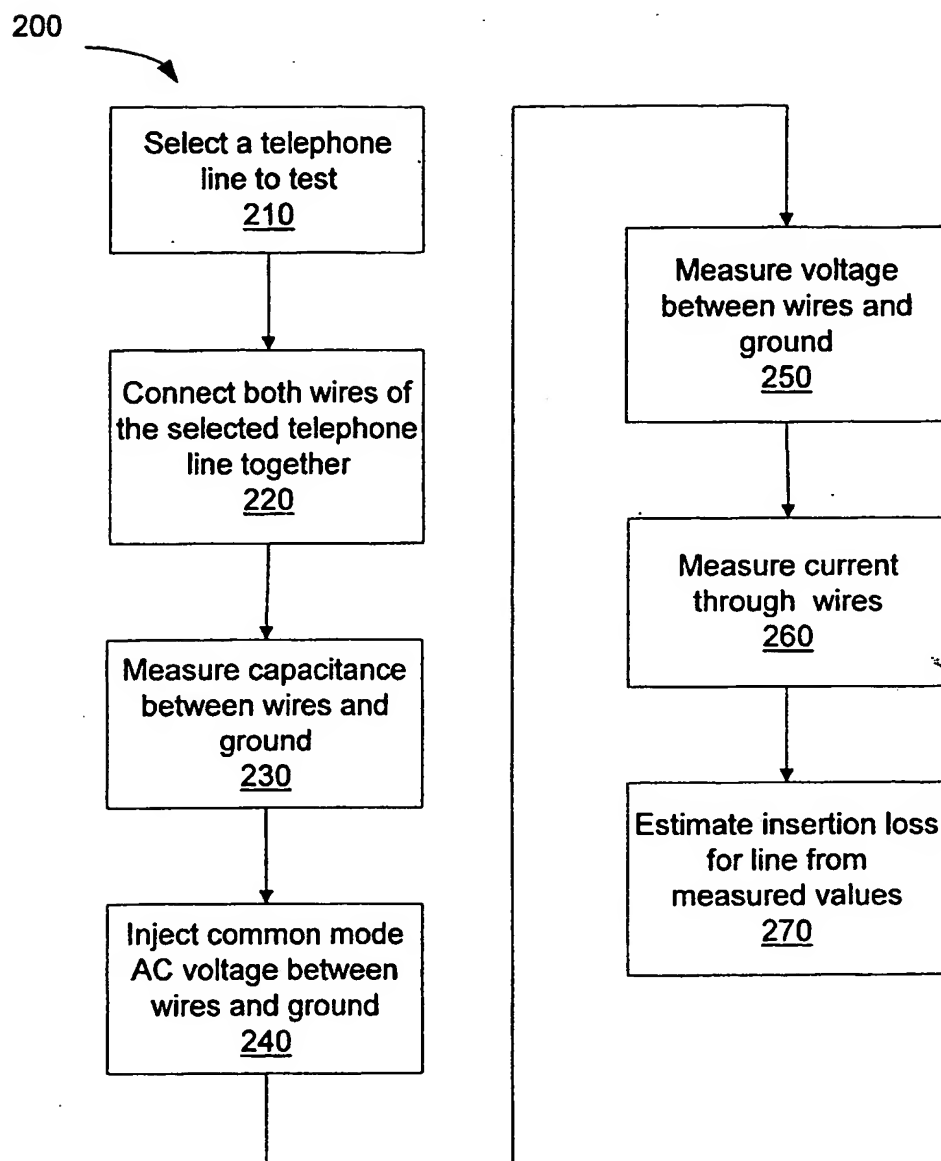 200
Select a telephone
line to test
210
Connect both wires of
the selected telephone
line together
220
Measure capacitance
between wires and
ground
230
Inject common mode
AC voltage between
wires and ground
240
Measure voltage
between wires and
ground
250
Measure current
through wires
260
Estimate insertion loss
for line from
measured values
270